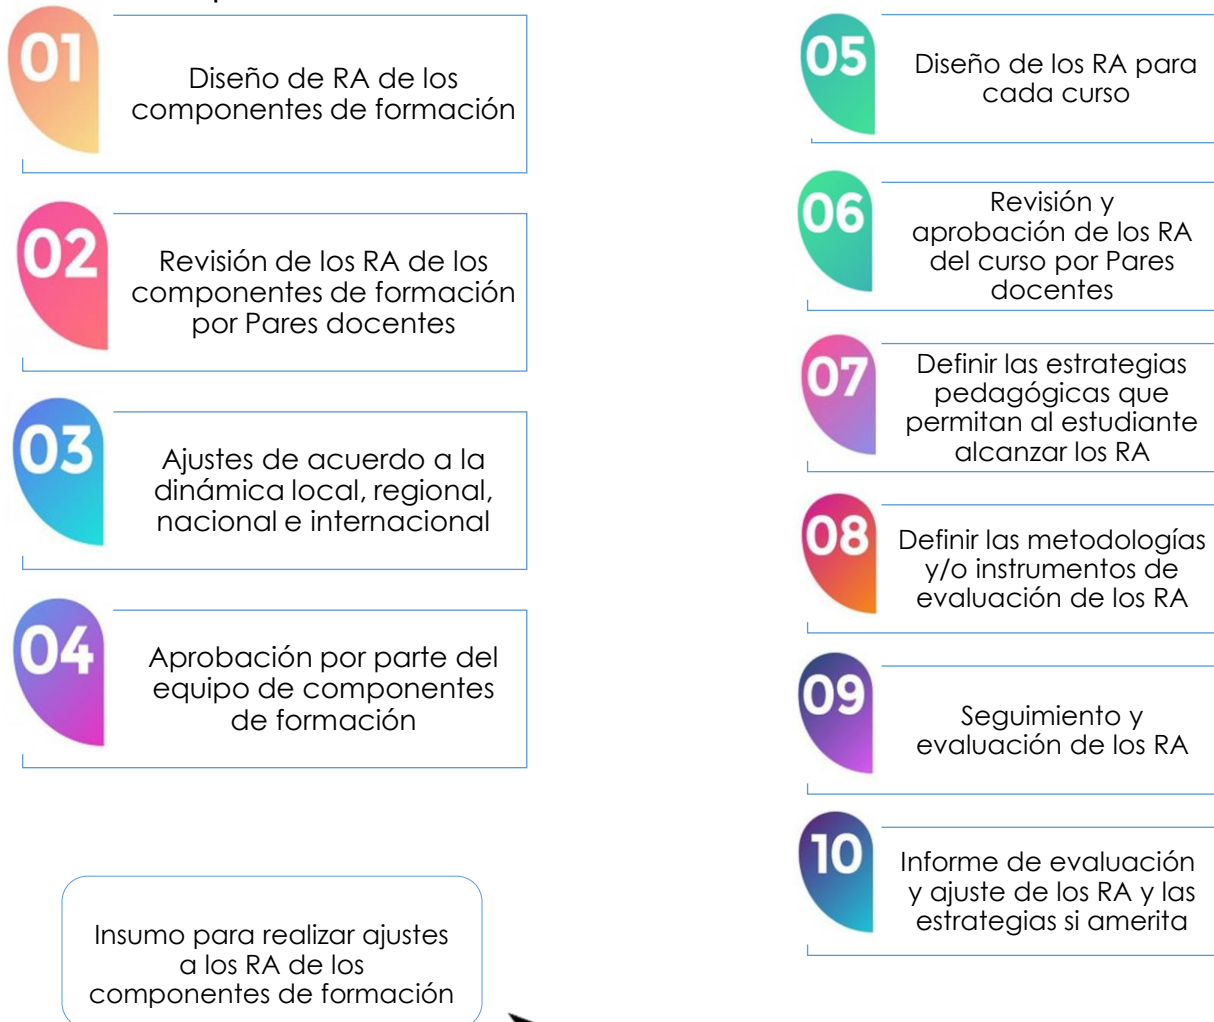 01
Diseño de RA de los
componentes de formación
02
Revisión de los RA de los
componentes de formación
por Pares docentes
03
Ajustes de acuerdo a la
dinámica local, regional,
nacional e internacional
04
Aprobación por parte del
equipo de componentes
de formación
Insumo para realizar ajustes
a los RA de los
componentes de formación
05
Diseño de los RA para
cada curso
06
Revisión y
aprobación de los RA
del curso por Pares
docentes
07
Definir las estrategias
pedagógicas que
permitan al estudiante
alcanzar los RA
08
Definir las metodologías
y/o instrumentos de
evaluación de los RA
09
Seguimiento y
evaluación de los RA
10
Informe de evaluación
y ajuste de los RA y las
estrategias si amerita